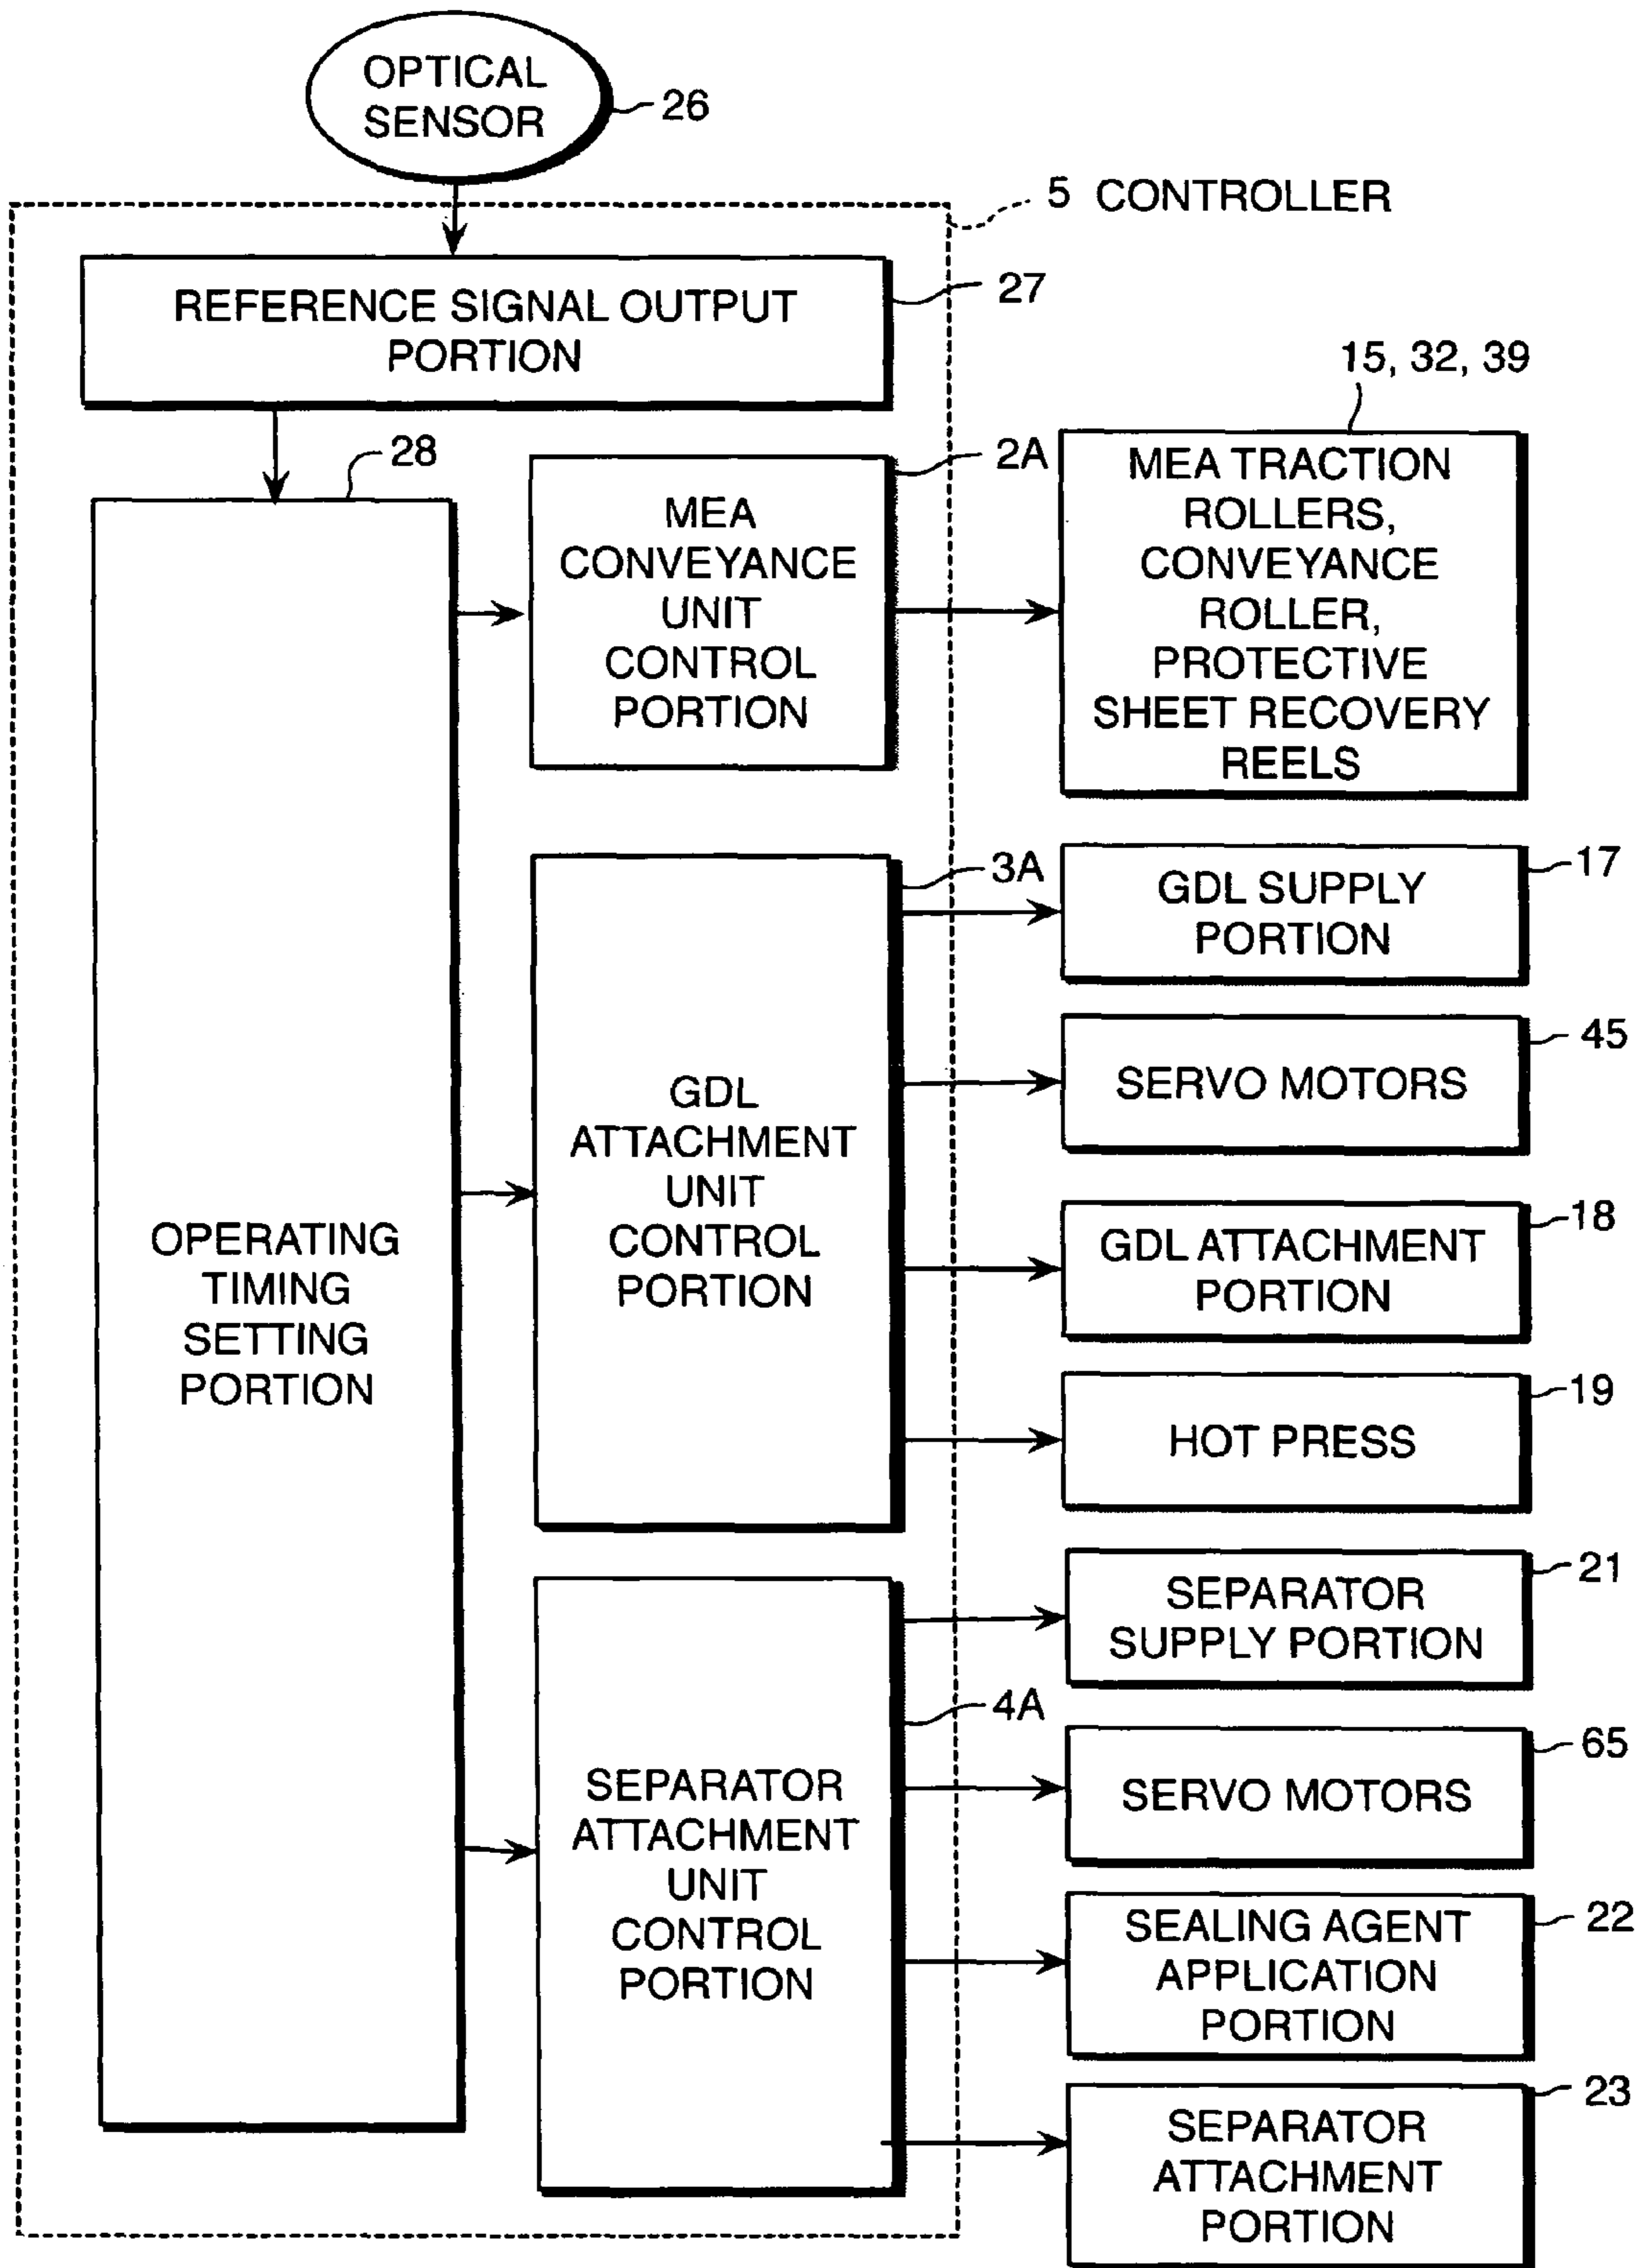 OPTICAL
SENSOR
26
5 CONTROLLER
REFERENCE SIGNAL OUTPUT
PORTION
27
15, 32, 39
28
2A
MEA
CONVEYANCE
UNIT
CONTROL
PORTION
MEA TRACTION
ROLLERS,
CONVEYANCE
ROLLER,
PROTECTIVE
SHEET RECOVERY
REELS
3A
GDL SUPPLY
PORTION
17
SERVO MOTORS
45
GDL
ATTACHMENT
UNIT
CONTROL
PORTION
GDL ATTACHMENT
PORTION
18
OPERATING
TIMING
SETTING
PORTION
HOT PRESS
19
SEPARATOR
SUPPLY PORTION
21
4A
SERVO MOTORS
65
SEPARATOR
ATTACHMENT
UNIT
CONTROL
PORTION
SEALING AGENT
APPLICATION
PORTION
22
SEPARATOR
ATTACHMENT
PORTION
23